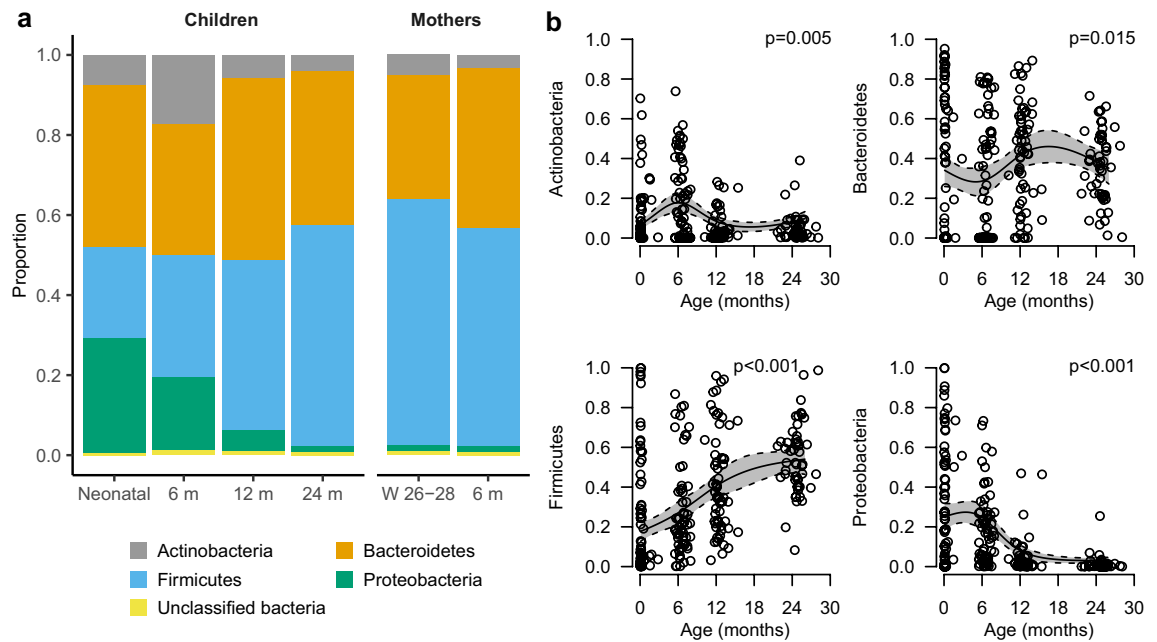 a
Children
Mothers
Proportion
1.0
0.8
0.6
0.4
0.2
0.0
Neonatal 6 m 12 m 24 m W 26−28 6 m
Actinobacteria
Bacteroidetes
Firmicutes
Proteobacteria
Unclassified bacteria
b
p=0.005
Actinobacteria
1.0
0.8
0.6
0.4
0.2
0.0
0 6 12 18 24 30
Age (months)
p=0.015
Bacteroidetes
1.0
0.8
0.6
0.4
0.2
0.0
0 6 12 24 30
Age (months)
p<0.001
Firmicutes
1.0
0.8
0.6
0.4
0.2
0.0
0 6 12 18 24 30
Age (months)
p<0.001
Proteobacteria
1.0
0.8
0.6
0.4
0.2
0.0
0 6 12 18 24 30
Age (months)